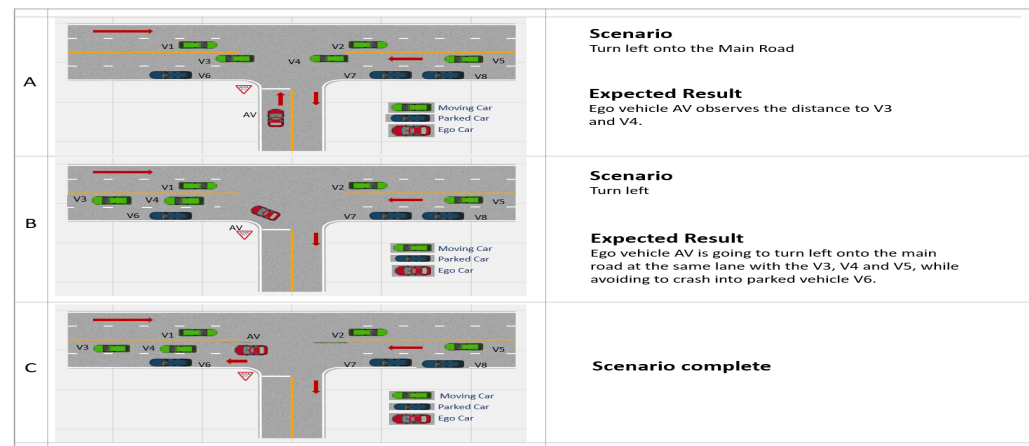 A
V1
V2
V3
V4
V5
V6
V7
V8
AV
Moving Car
Parked Car
Ego Car
Scenario
Turn left onto the Main Road
Expected Result
Ego vehicle AV observes the distance to V3
and V4.
B
V1
V2
V3
V4
V5
V6
V7
V8
AV
Moving Car
Parked Car
Ego Car
Scenario
Turn left
Expected Result
Ego vehicle AV is going to turn left onto the main
road at the same lane with the V3, V4 and V5, while
avoiding to crash into parked vehicle V6.
C
V1
AV
V2
V3
V4
V5
V6
V7
V8
Moving Car
Parked Car
Ego Car
Scenario complete